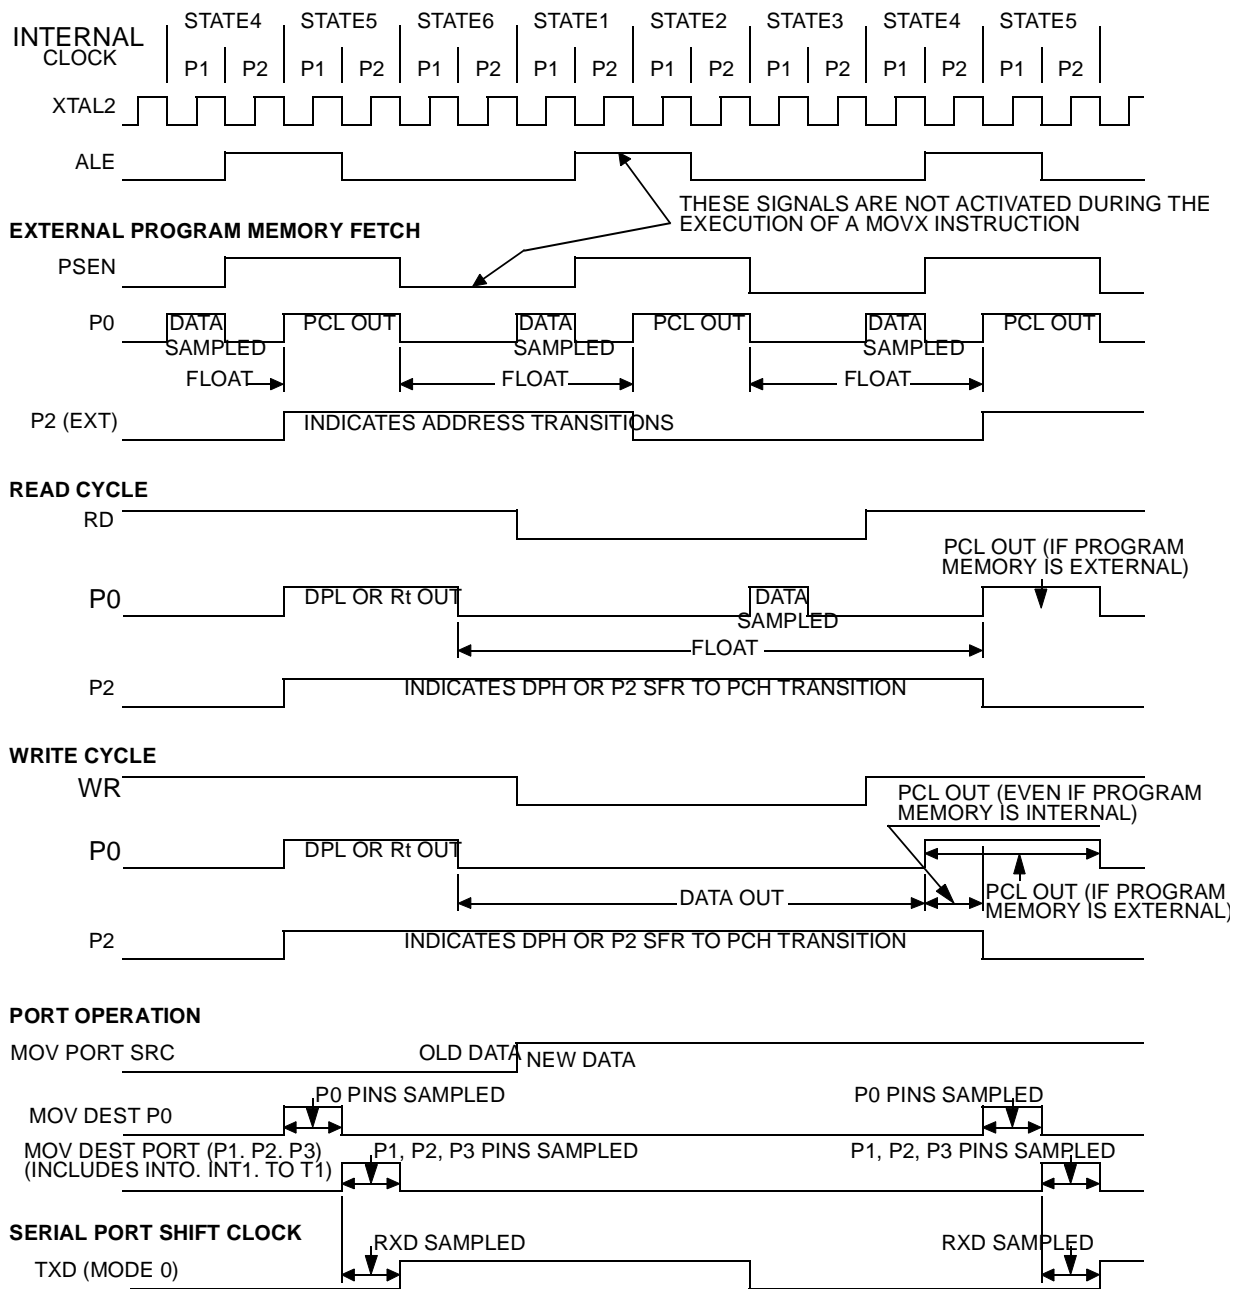 INTERNAL
CLOCK
STATE4 STATE5 STATE6 STATE1 STATE2 STATE3 STATE4 STATE5
P1 P2 P1 P2 P1 P2 P1 P2 P1 P2 P1 P2 P1 P2 P1 P2
XTAL2
ALE
THESE SIGNALS ARE NOT ACTIVATED DURING THE
EXECUTION OF A MOVX INSTRUCTION
EXTERNAL PROGRAM MEMORY FETCH
PSEN
P0 DATA PCL OUT DATA PCL OUT DATA PCL OUT
SAMPLED SAMPLED SAMPLED
FLOAT FLOAT FLOAT
P2 (EXT) INDICATES ADDRESS TRANSITIONS
READ CYCLE
RD
PCL OUT (IF PROGRAM
MEMORY IS EXTERNAL)
P0 DPL OR Rt OUT DATA
SAMPLED
FLOAT
P2 INDICATES DPH OR P2 SFR TO PCH TRANSITION
WRITE CYCLE
WR
PCL OUT (EVEN IF PROGRAM
MEMORY IS INTERNAL)
P0 DPL OR Rt OUT
DATA OUT
PCL OUT (IF PROGRAM
MEMORY IS EXTERNAL)
P2 INDICATES DPH OR P2 SFR TO PCH TRANSITION
PORT OPERATION
MOV PORT SRC OLD DATA NEW DATA
P0 PINS SAMPLED P0 PINS SAMPLED
MOV DEST P0
MOV DEST PORT (P1. P2. P3) P1, P2, P3 PINS SAMPLED P1, P2, P3 PINS SAMPLED
(INCLUDES INTO. INT1. TO T1)
SERIAL PORT SHIFT CLOCK
RXD SAMPLED RXD SAMPLED
TXD (MODE 0)